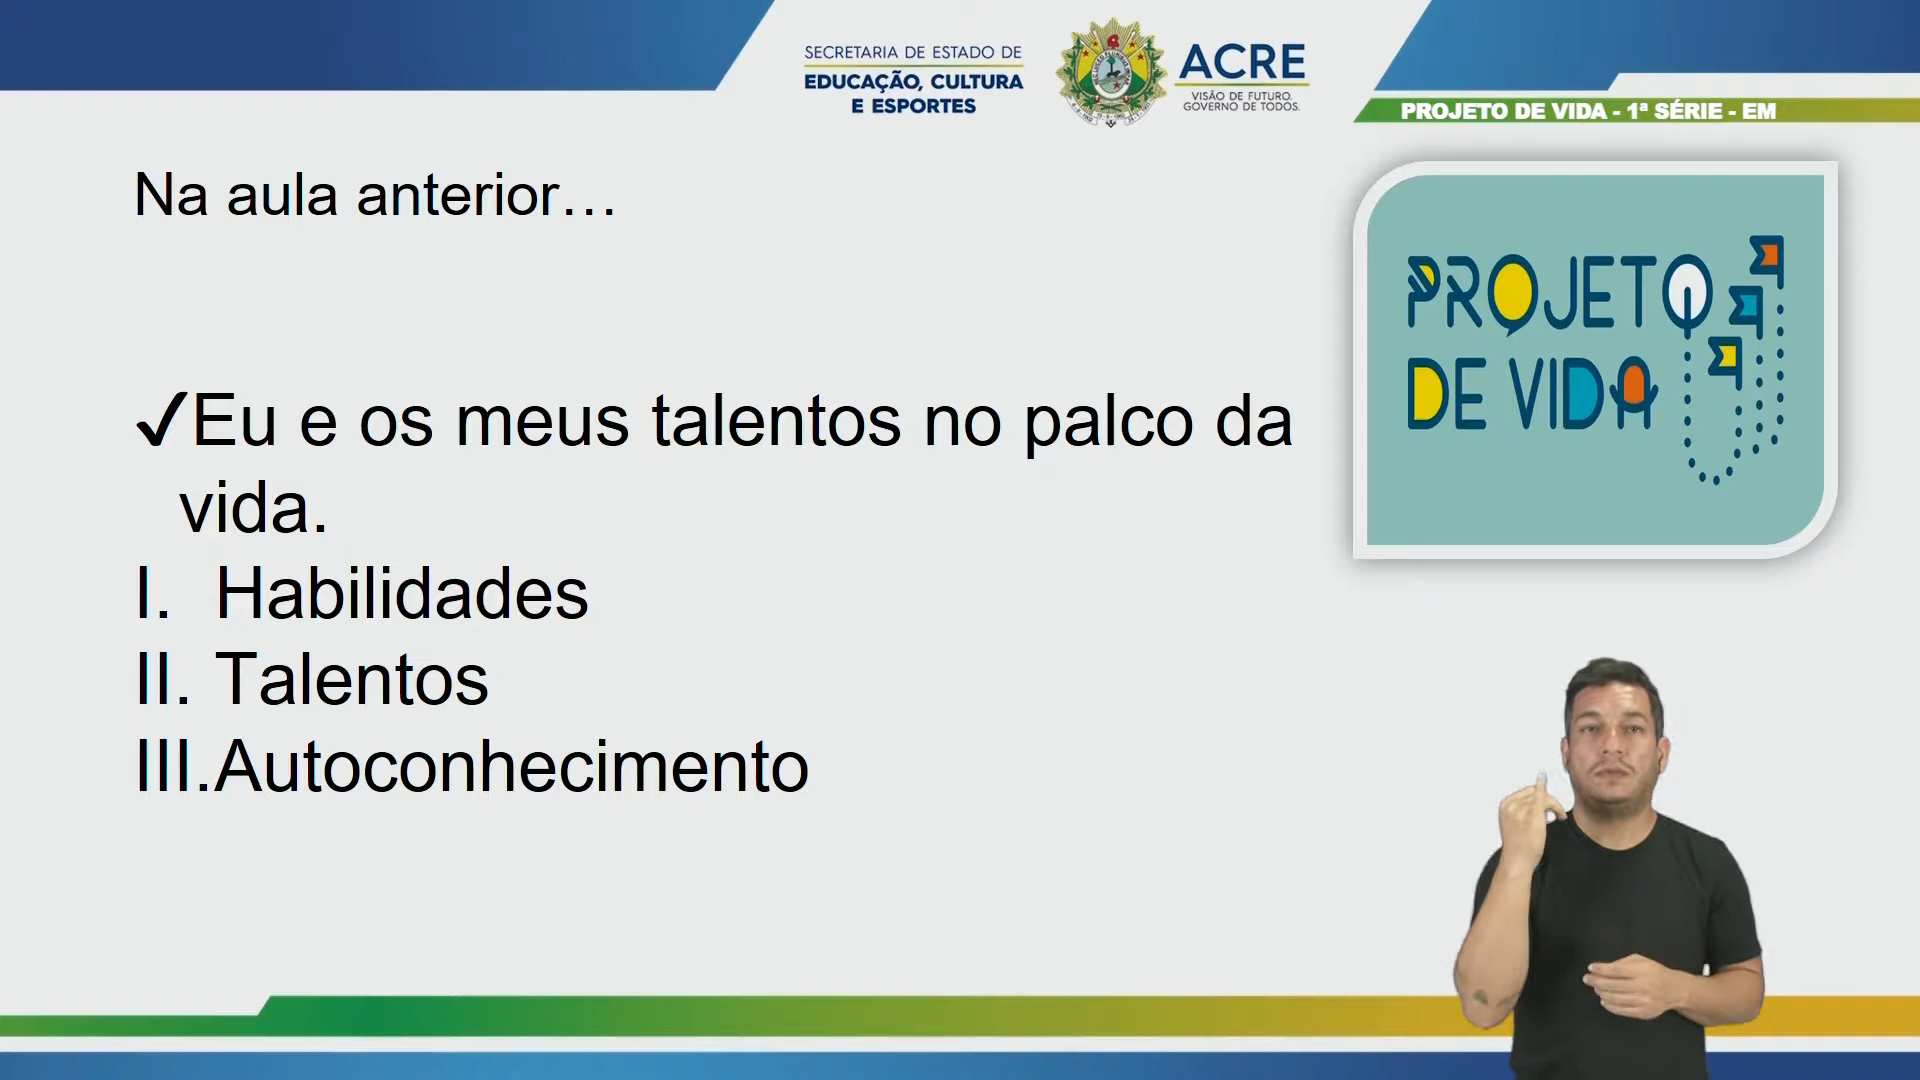 SECRETARIA DE ESTADO DE
EDUCAÇÃO, CULTURA
E ESPORTES
ACRE
VISÃO DE FUTURO.
GOVERNO DE TODOS.
PROJETO DE VIDA - 1ª SÉRIE - EM
Na aula anterior…
PROJETO
DE VIDA
✓Eu e os meus talentos no palco da
vida.
I. Habilidades
II. Talentos
III.Autoconhecimento